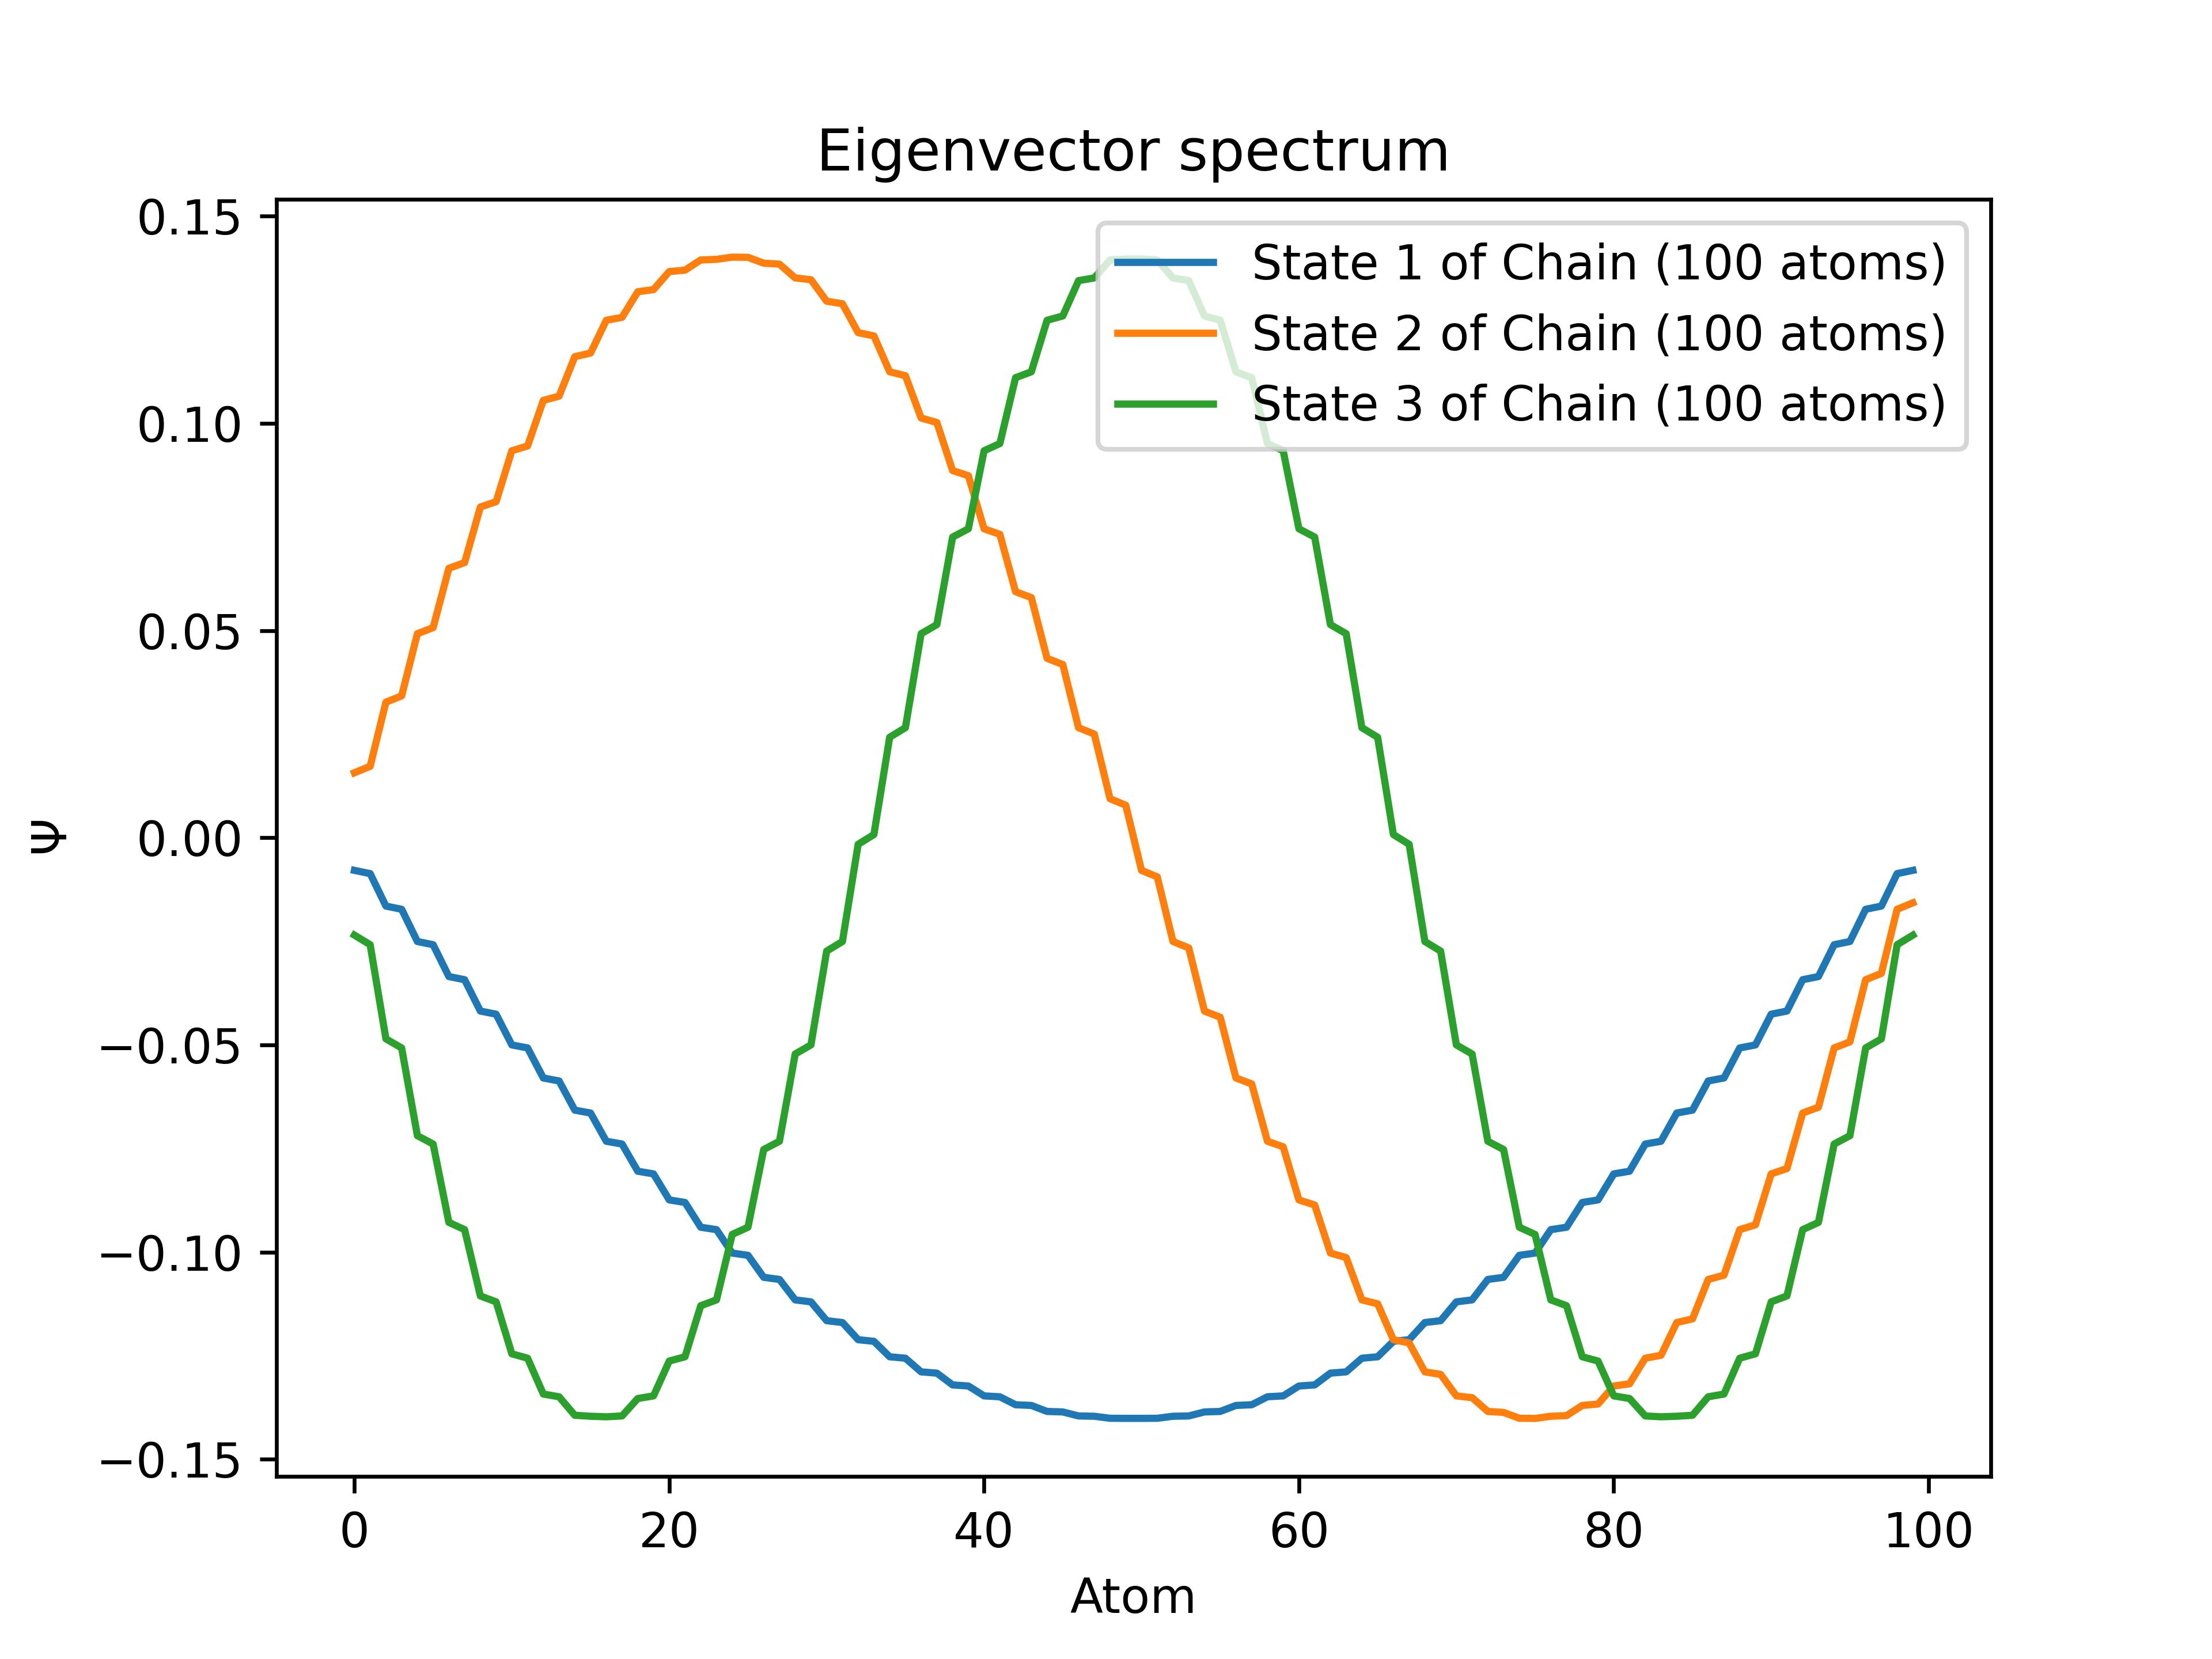 Eigenvector spectrum
0.15
0.10
0.05
0.00
−0.05
−0.10
−0.15
Ψ
State 1 of Chain (100 atoms)
State 2 of Chain (100 atoms)
State 3 of Chain (100 atoms)
0 20 40 60 80 100
Atom